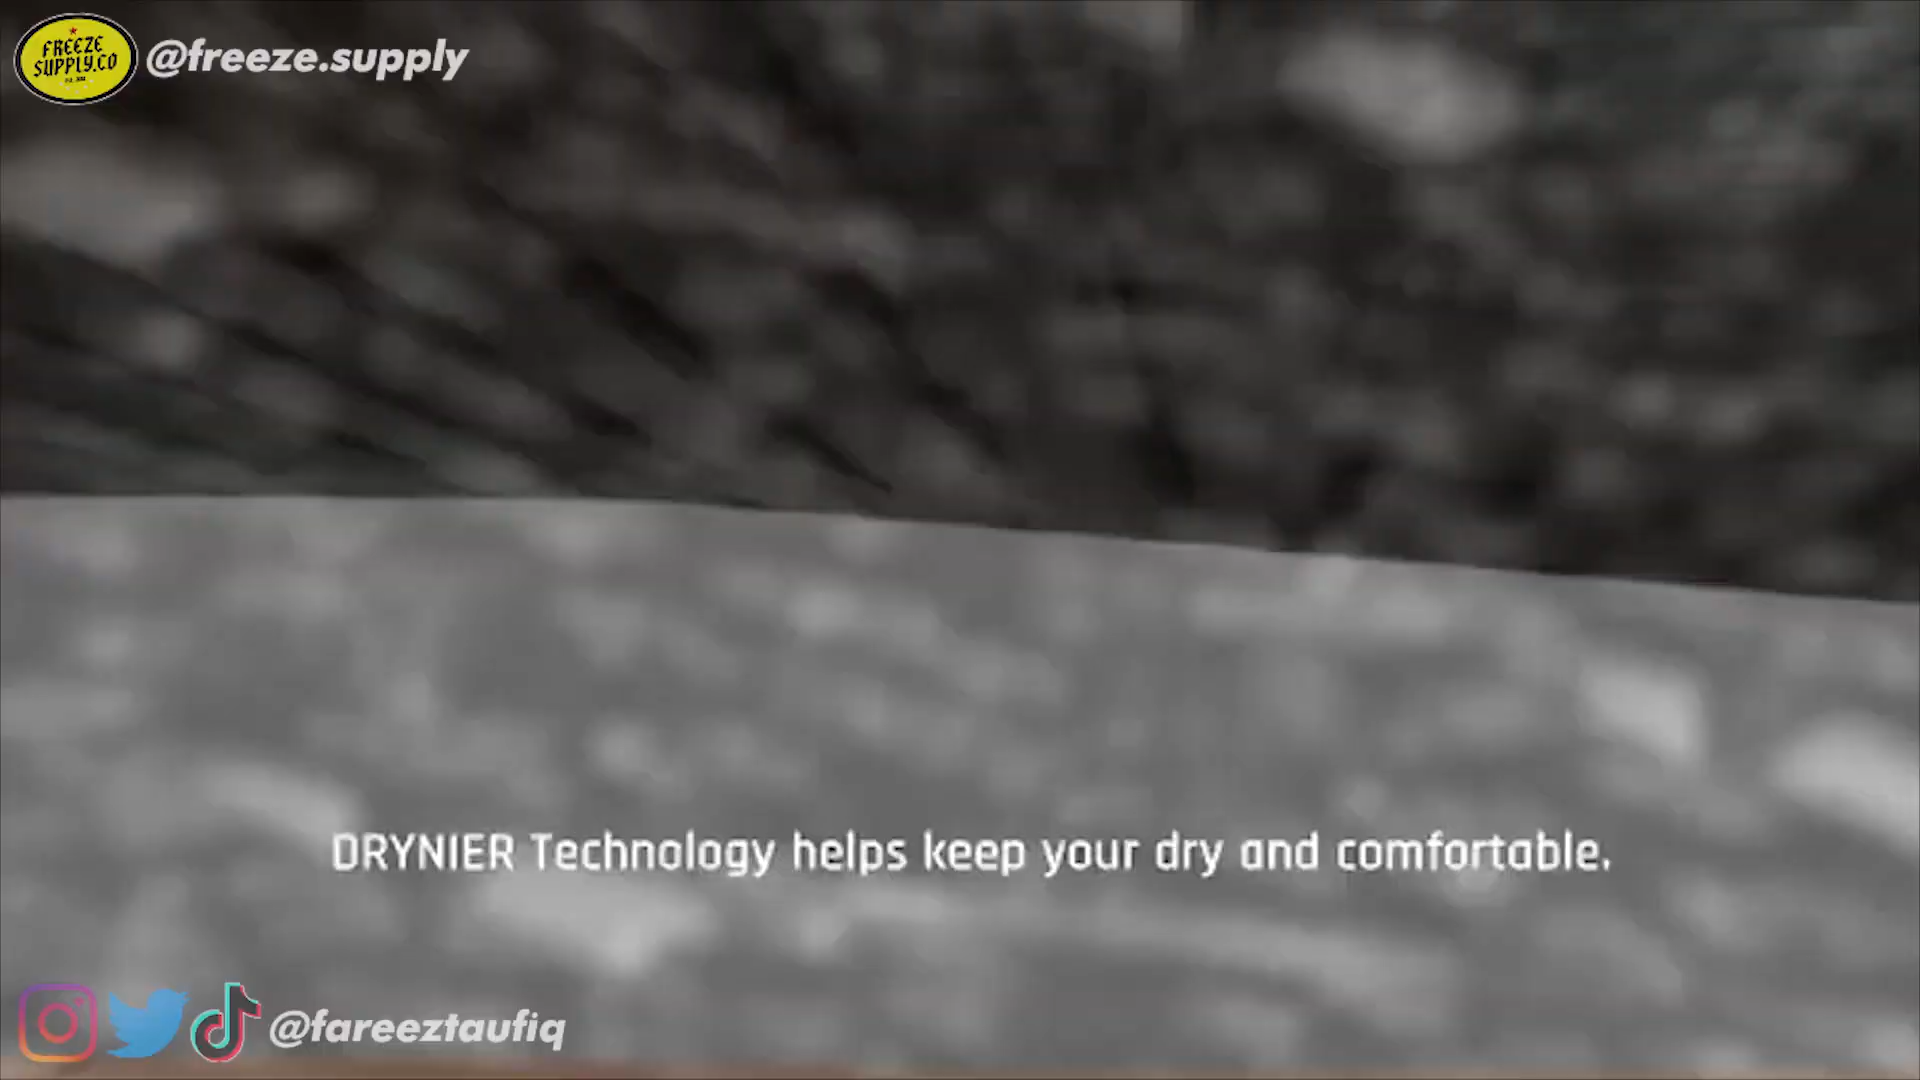 FREEZE
SUPPLY.CO
@freeze.supply
DRYNIER Technology helps keep your dry and comfortable.
@fareeztaufiq